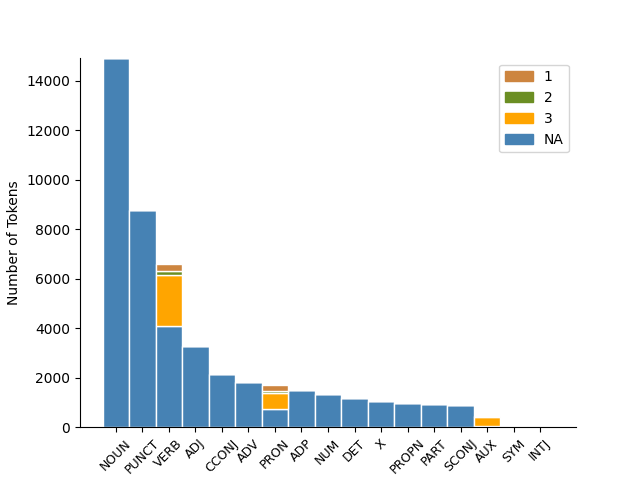 1
2
3
NA
14000
12000
10000
8000
6000
4000
2000
0
Number of Tokens
NOUN
PUNCT
VERB
ADJ
CCONJ
ADV
PRON
ADP
NUM
DET
X
PROPN
PART
SCONJ
AUX
SYM
INTJ